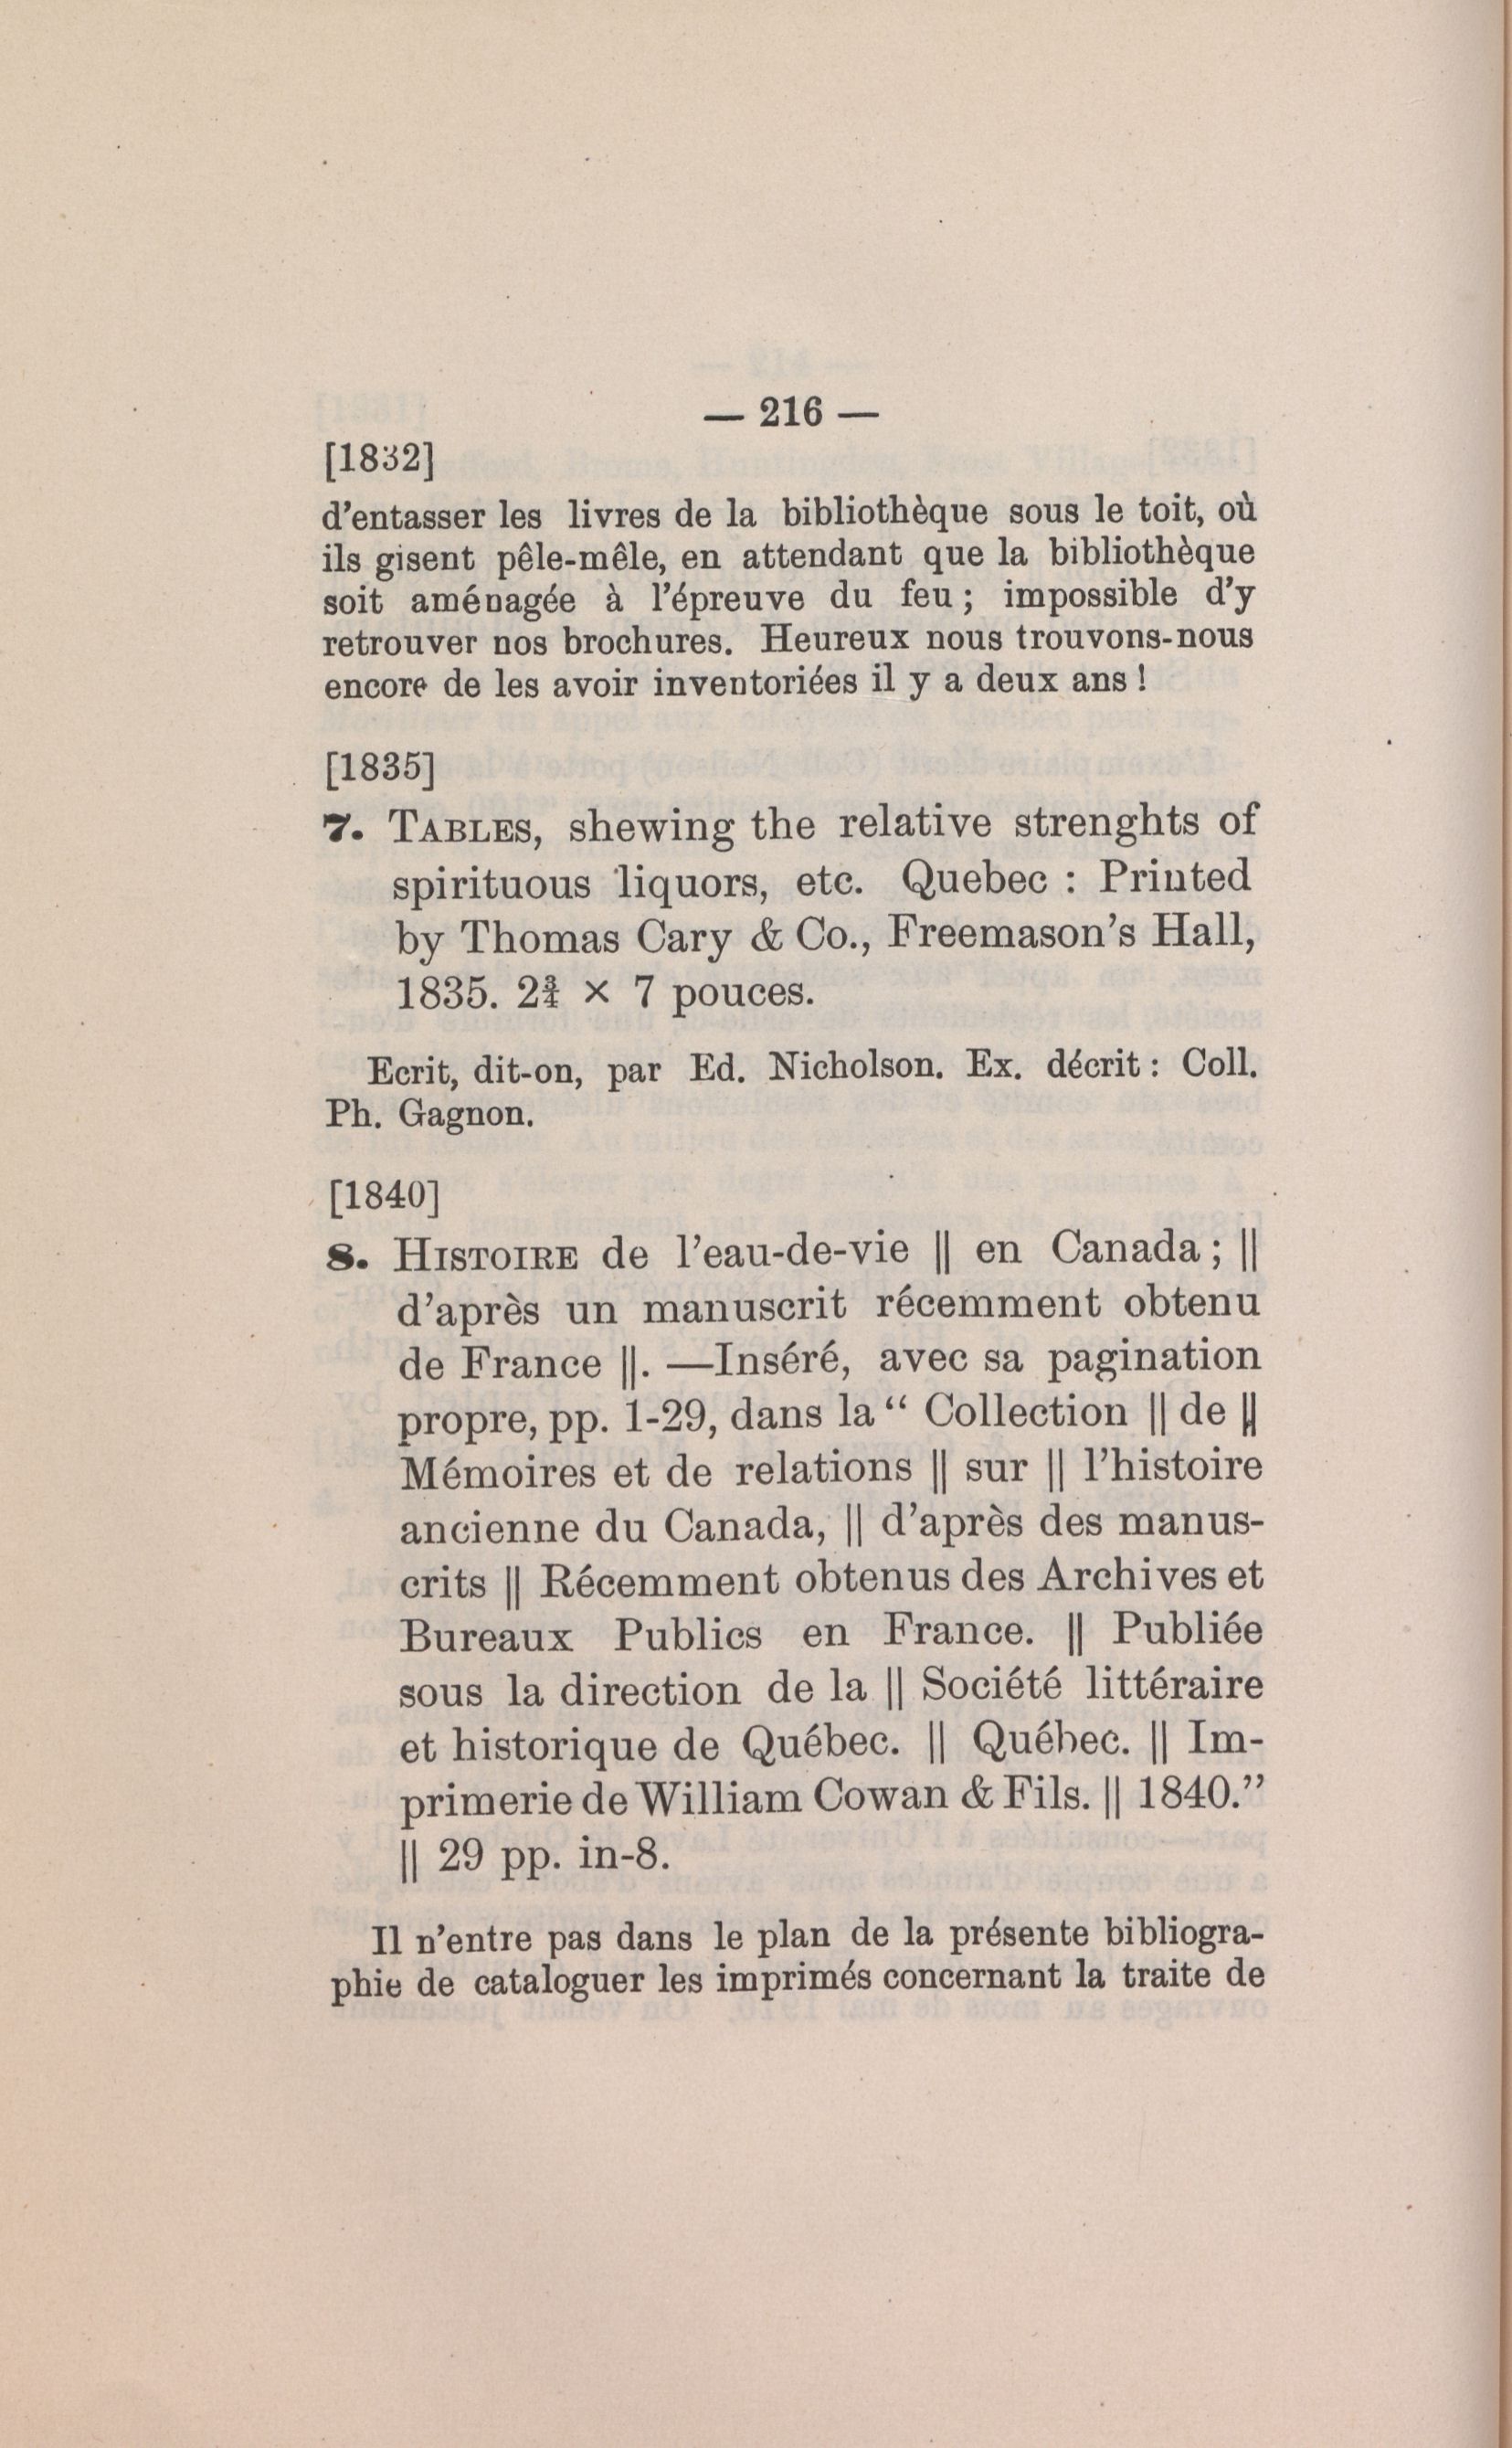 — 216 —
[1832]
d'entasser les livres de la bibliothèque sous le toit, où
ils gisent pêle-mêle, en attendant que la bibliothèque
soit aménagée à l'épreuve du feu ; impossible d'y
retrouver nos brochures. Heureux nous trouvons-nous
encore de les avoir inventoriées il y a deux ans !
[1835]
7. TABLES, shewing the relative strenghts of
spirituous liquors, etc. Quebec : Printed
by Thomas Cary & Co., Freemason's Hall,
1835. 2¾ × 7 pouces.
Ecrit, dit-on, par Ed. Nicholson. Ex. décrit : Coll.
Ph. Gagnon.
[1840]
8. HISTOIRE de l'eau-de-vie || en Canada ; ||
d'après un manuscrit récemment obtenu
de France ||. —Inséré, avec sa pagination
propre, pp. 1-29, dans la “ Collection || de ||
Mémoires et de relations || sur || l'histoire
ancienne du Canada, || d'après des manus-
crits || Récemment obtenus des Archives et
Bureaux Publics en France. || Publiée
sous la direction de la || Société littéraire
et historique de Québec. || Québec. || Im-
primerie de William Cowan & Fils. || 1840.”
|| 29 pp. in-8.
Il n'entre pas dans le plan de la présente bibliogra-
phie de cataloguer les imprimés concernant la traite de